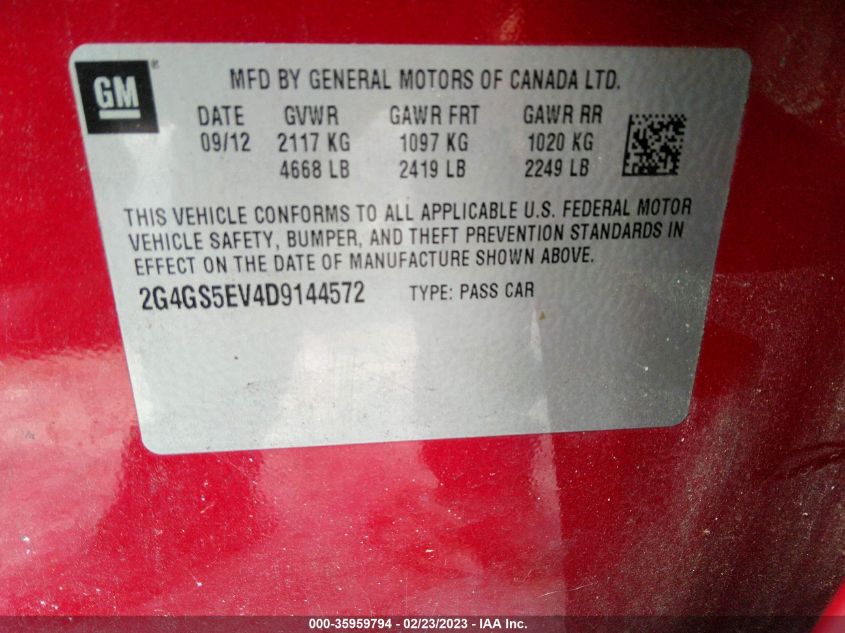 GM ®
MFD BY GENERAL MOTORS OF CANADA LTD.
DATE GVWR GAWR FRT GAWR RR
09/12 2117 KG 1097 KG 1020 KG
4668 LB 2419 LB 2249 LB
THIS VEHICLE CONFORMS TO ALL APPLICABLE U.S. FEDERAL MOTOR
VEHICLE SAFETY, BUMPER, AND THEFT PREVENTION STANDARDS IN
EFFECT ON THE DATE OF MANUFACTURE SHOWN ABOVE.
2G4GS5EV4D9144572 TYPE: PASS CAR
000-35959794 - 02/23/2023 - IAA Inc.